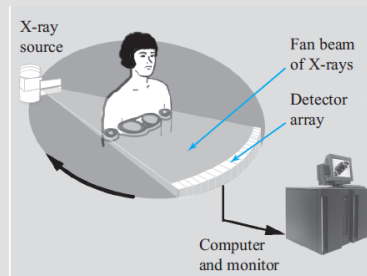 X-ray
source
Fan beam
of X-rays
Detector
array
Computer
and monitor